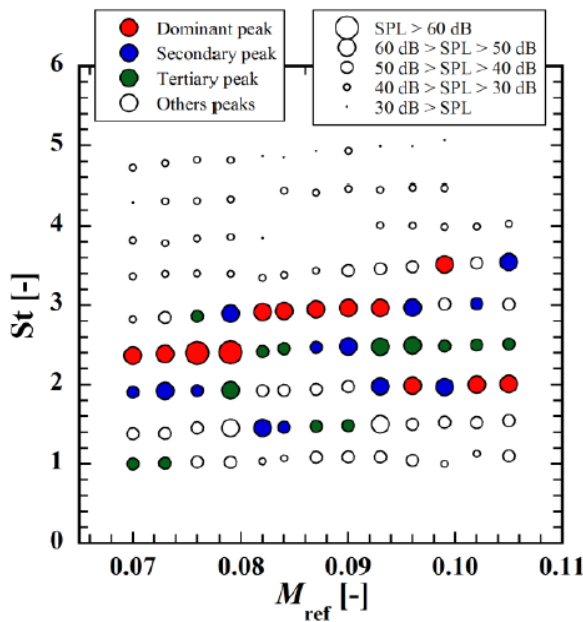 Dominant peak
Secondary peak
Tertiary peak
Others peaks
SPL > 60 dB
60 dB > SPL > 50 dB
50 dB > SPL > 40 dB
40 dB > SPL > 30 dB
30 dB > SPL
6
5
4
3
2
1
0
St [-]
0.07 0.08 0.09 0.10 0.11
M_ref [-]